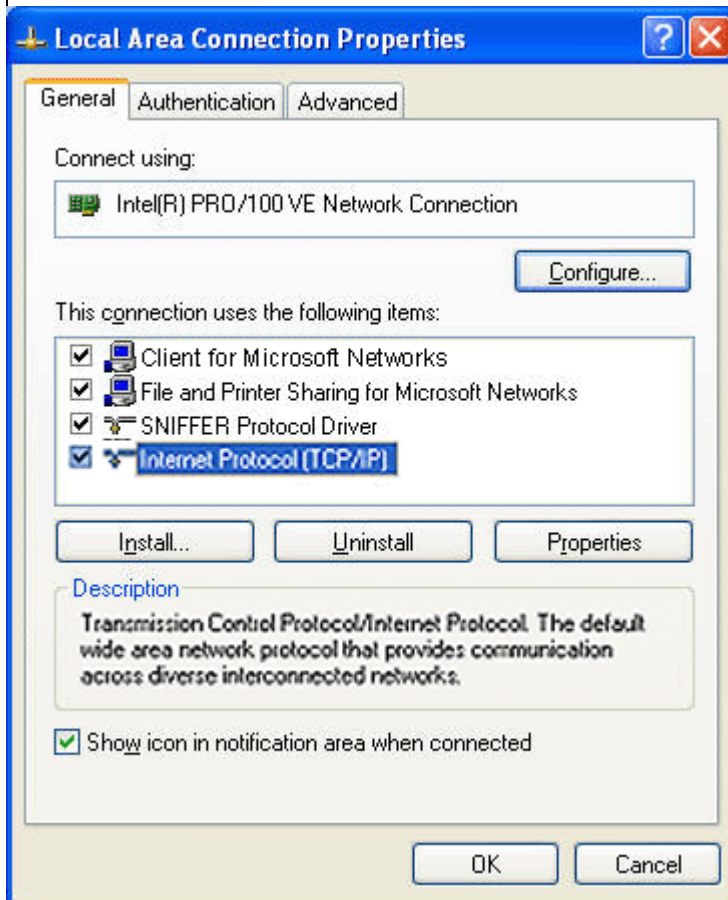 Local Area Connection Properties
General Authentication Advanced
Connect using:
Intel(R) PRO/100 VE Network Connection
Configure...
This connection uses the following items:
Client for Microsoft Networks
File and Printer Sharing for Microsoft Networks
SNIFFER Protocol Driver
Internet Protocol (TCP/IP)
Install... Uninstall Properties
Description
Transmission Control Protocol/Internet Protocol. The default
wide area network protocol that provides communication
across diverse interconnected networks.
Show icon in notification area when connected
OK Cancel